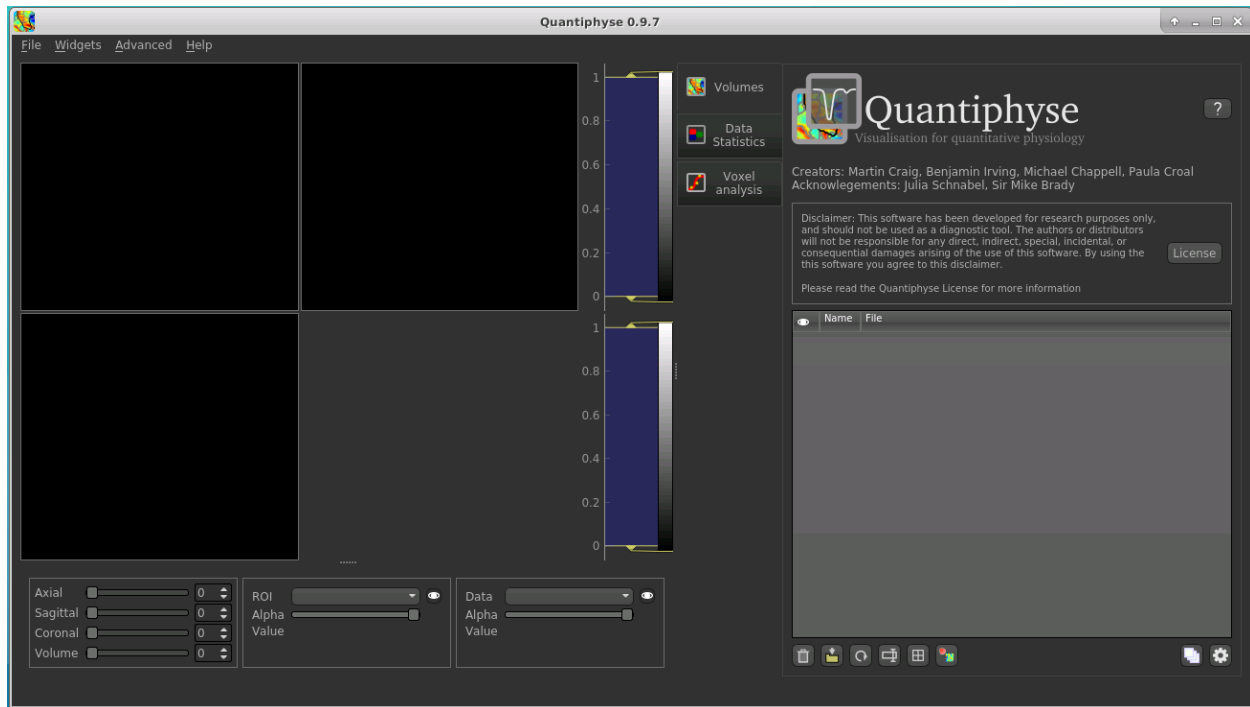 Quantiphyse 0.9.7
File Widgets Advanced Help
1
0.8
0.6
0.4
0.2
0
1
0.8
0.6
0.4
0.2
0
Axial 0
Sagittal 0
Coronal 0
Volume 0
ROI
Alpha
Value
Data
Alpha
Value
Volumes
Data
Statistics
Voxel
analysis
Quantiphyse
?
Visualisation for quantitative physiology
Creators: Martin Craig, Benjamin Irving, Michael Chappell, Paula Croal
Acknowlegements: Julia Schnabel, Sir Mike Brady
Disclaimer: This software has been developed for research purposes only,
and should not be used as a diagnostic tool. The authors or distributors
will not be responsible for any direct, indirect, special, incidental, or
consequential damages arising of the use of this software. By using the
this software you agree to this disclaimer.
Please read the Quantiphyse License for more information
License
Name File